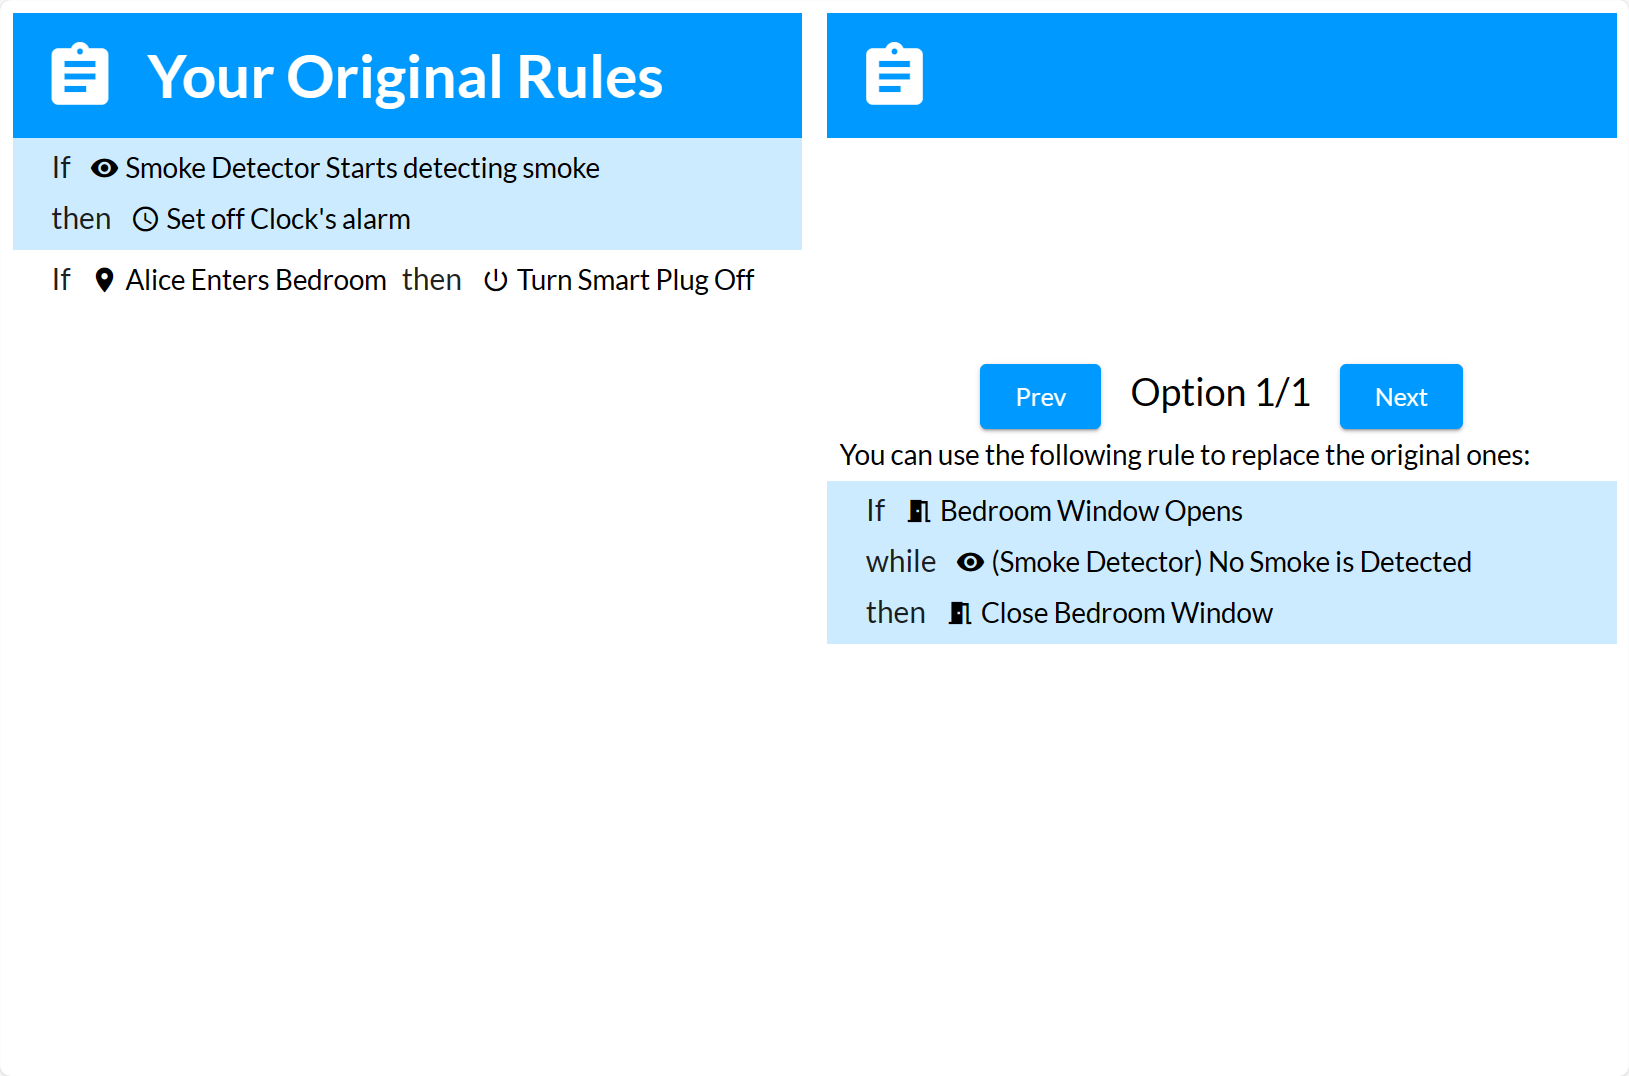 Your Original Rules
If Smoke Detector Starts detecting smoke
then Set off Clock's alarm
If Alice Enters Bedroom then Turn Smart Plug Off
Prev Option 1/1 Next
You can use the following rule to replace the original ones:
If Bedroom Window Opens
while (Smoke Detector) No Smoke is Detected
then Close Bedroom Window